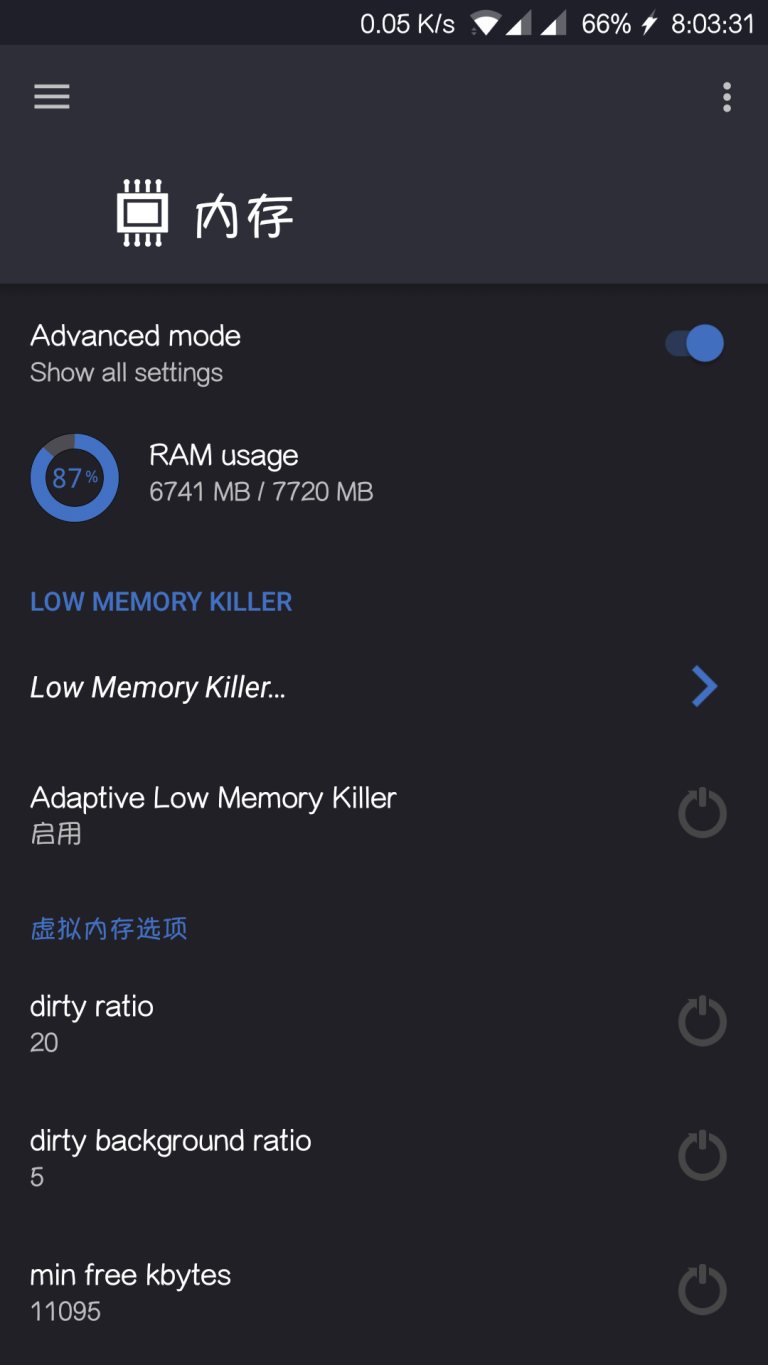 0.05 K/s 66% 8:03:31
内存
Advanced mode
Show all settings
87%
RAM usage
6741 MB / 7720 MB
LOW MEMORY KILLER
Low Memory Killer...
Adaptive Low Memory Killer
启用
虚拟内存选项
dirty ratio
20
dirty background ratio
5
min free kbytes
11095